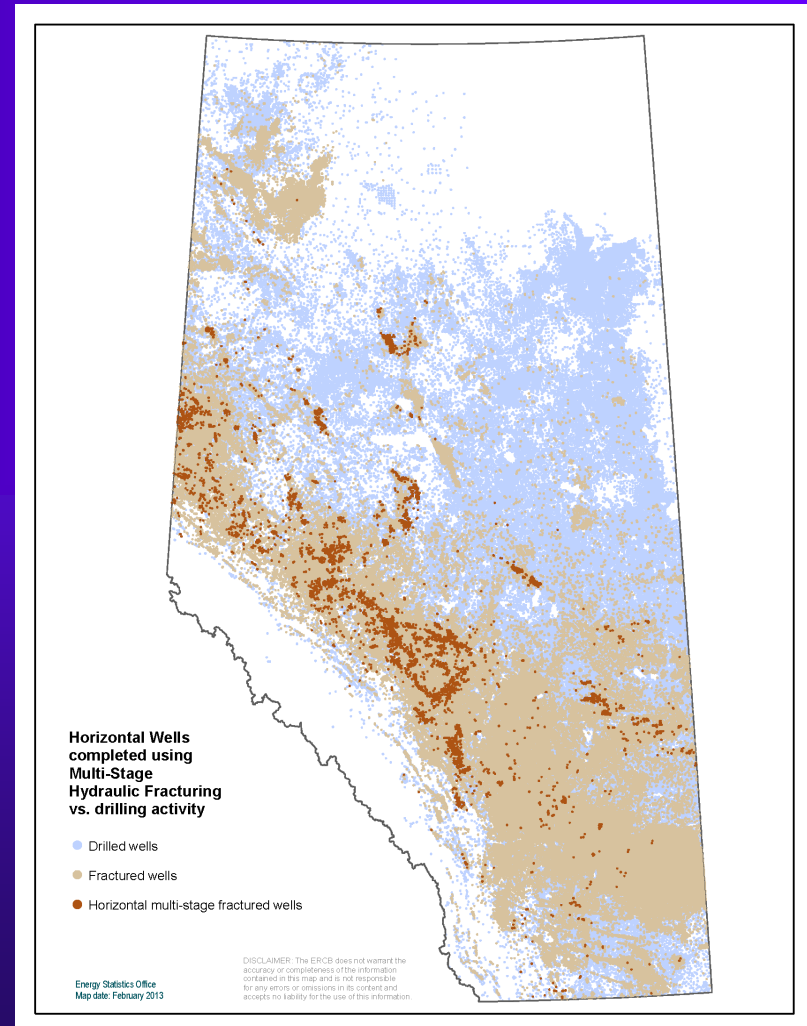 Horizontal Wells
completed using
Multi-Stage
Hydraulic Fracturing
vs. drilling activity
Drilled wells
Fractured wells
Horizontal multi-stage fractured wells
Energy Statistics Office
Map date: February 2013
DISCLAIMER: The ERCB does not warrant the
accuracy or completeness of the information
contained in this map and is not responsible
for any errors or omissions in its content and
accepts no liability for the use of this information.